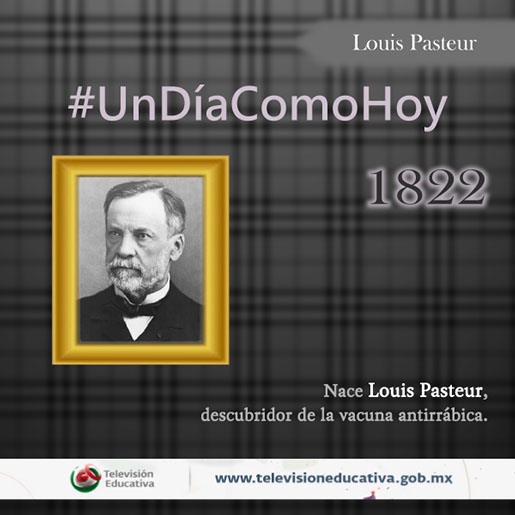 Louis Pasteur
#UnDíaComoHoy
1822
Nace Louis Pasteur,
descubridor de la vacuna antirrábica.
Televisión
Educativa
www.televisioneducativa.gob.mx